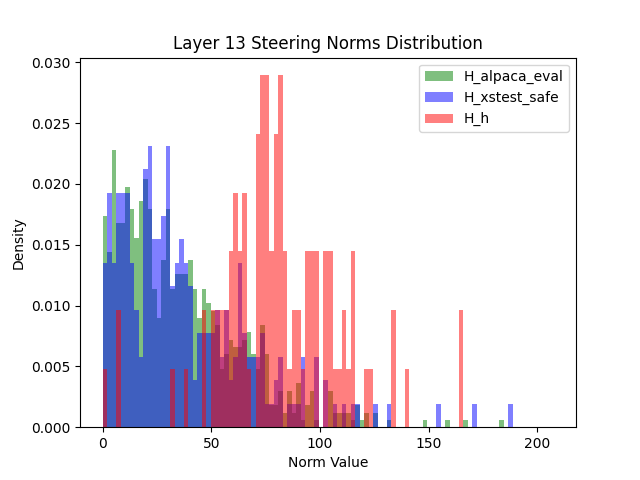 Layer 13 Steering Norms Distribution
H_alpaca_eval
H_xstest_safe
H_h
0.030
0.025
0.020
0.015
0.010
0.005
0.000
Density
0
50
100
150
200
Norm Value